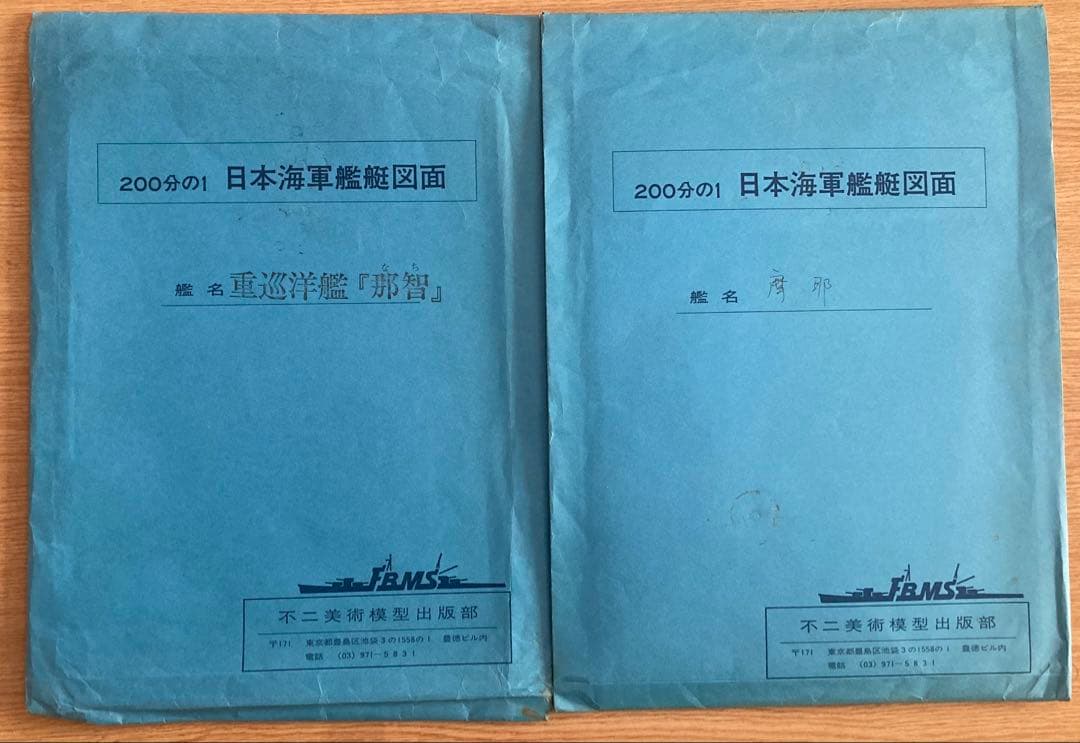 200分の1 日本海軍艦艇図面
艦名 重巡洋艦『那智』
なち
FBMS
不二美術模型出版部
〒171 東京都豊島区池袋3の1558の1 豊徳ビル内
電話 (03) 971-5831
200分の1 日本海軍艦艇図面
艦名 摩耶
FBMS
不二美術模型出版部
〒171 東京都豊島区池袋3の1558の1 豊徳ビル内
電話 (03) 971-5831